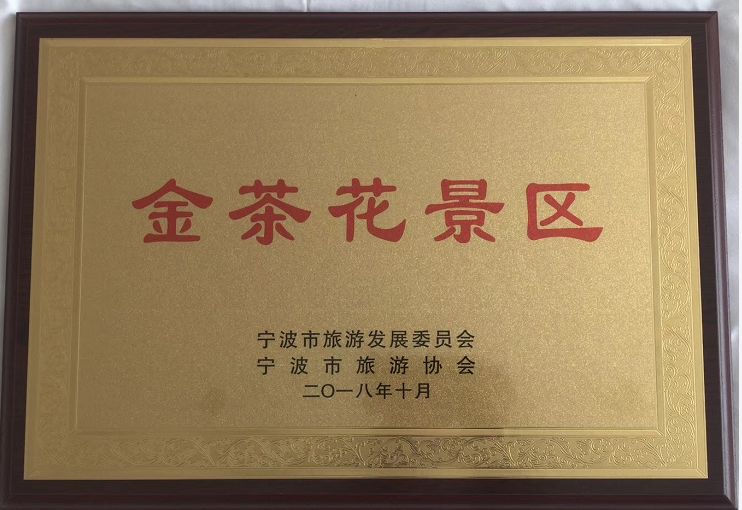 金茶花景区
宁波市旅游发展委员会
宁波市旅游协会
二〇一八年十月